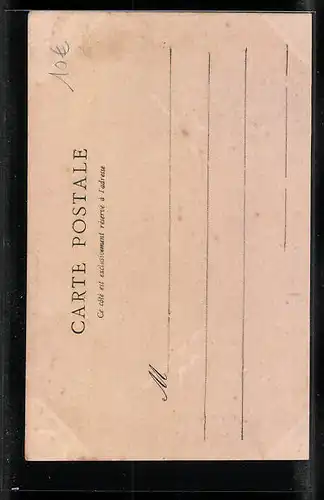 10€
CARTE POSTALE
Ce côté est exclusivement réservé à l'adresse
M